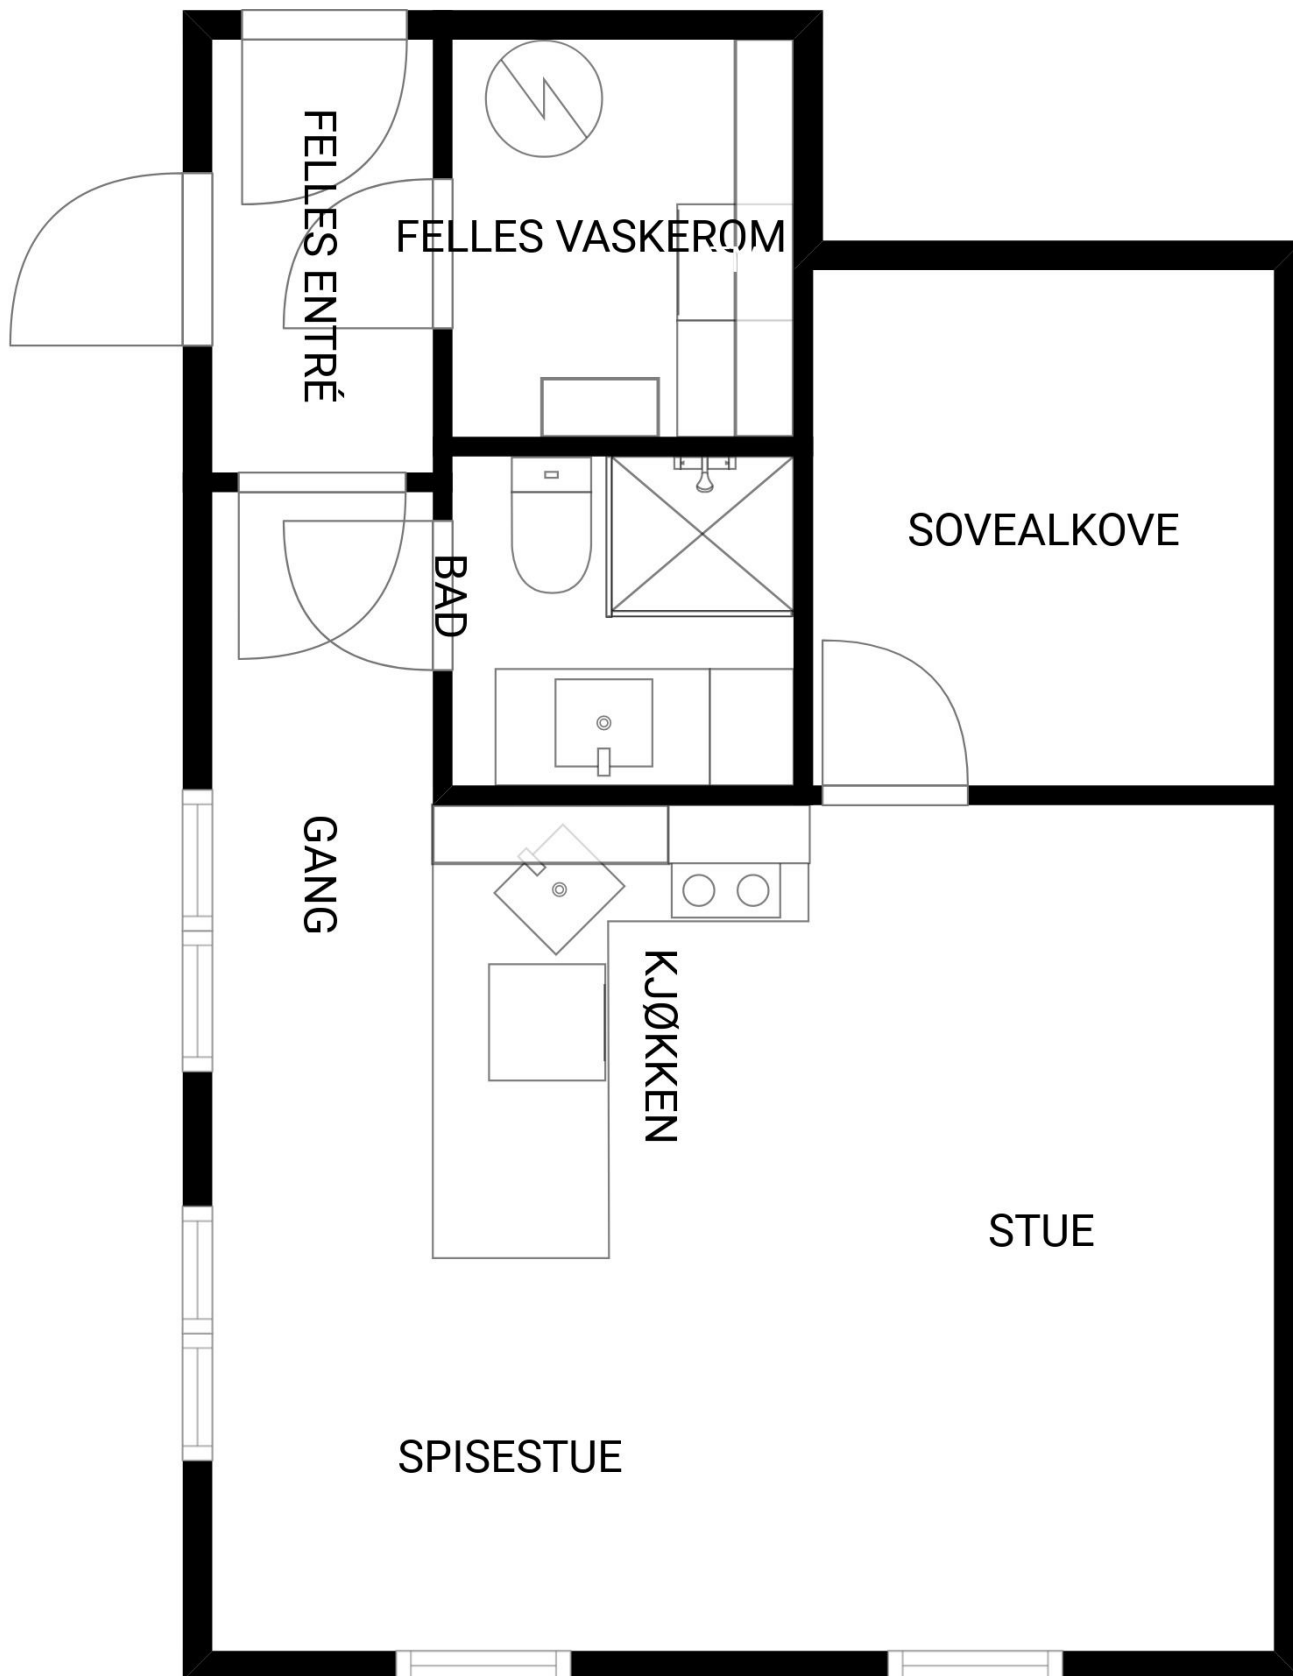 FELLES ENTRÉ
FELLES VASKEROM
SOVEALKOVE
BAD
GANG
KJØKKEN
STUE
SPISESTUE